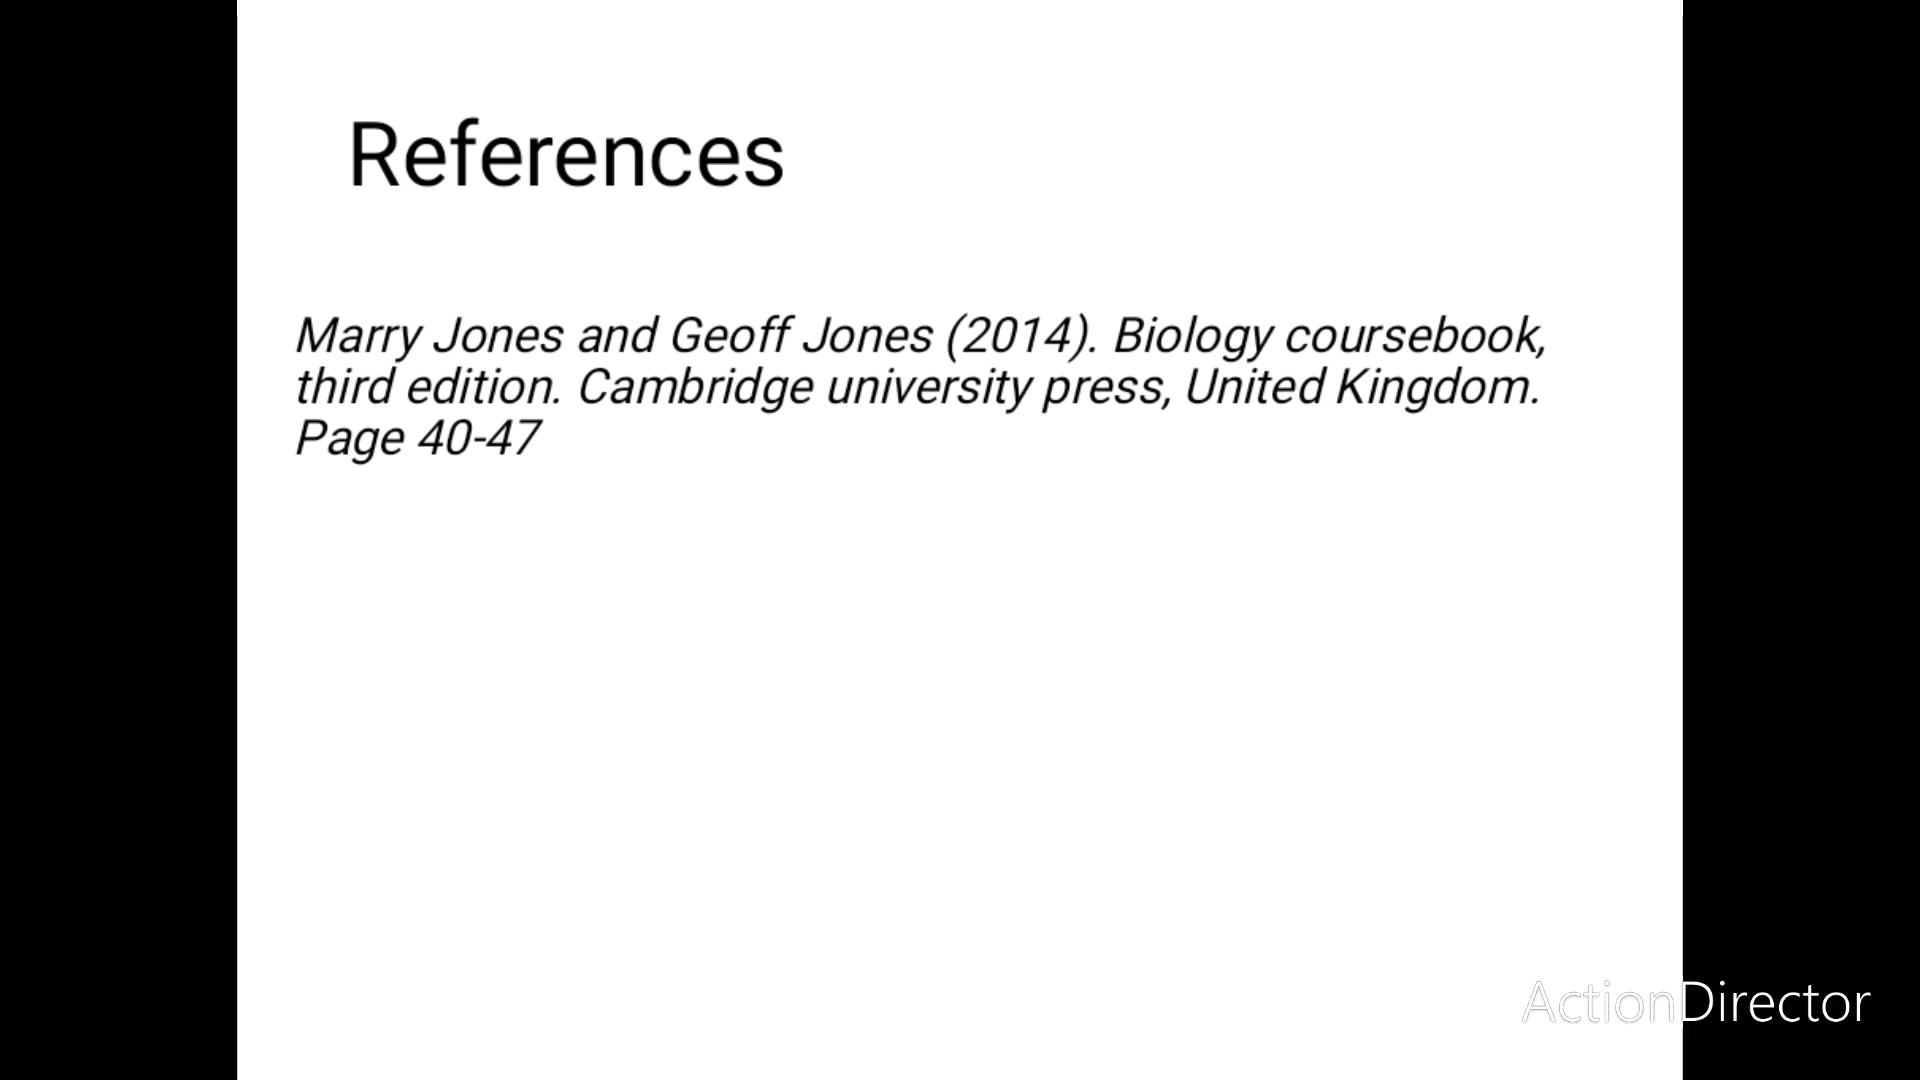 References
Marry Jones and Geoff Jones (2014). Biology coursebook,
third edition. Cambridge university press, United Kingdom.
Page 40-47
ActionDirector